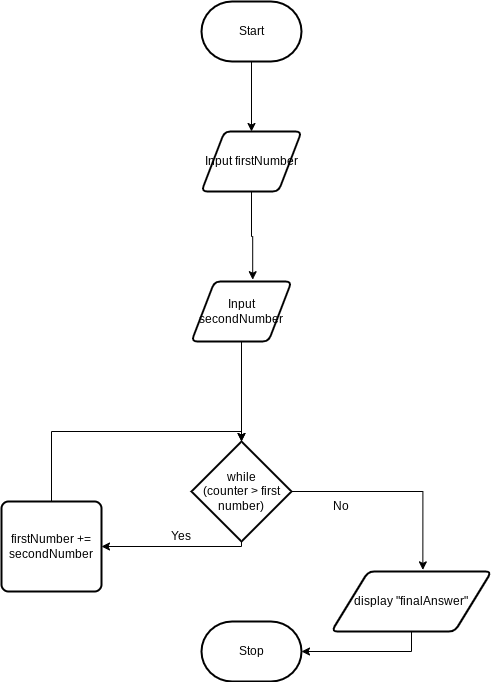 Start
Input firstNumber
Input
secondNumber
while
(counter > first
number)
No
Yes
firstNumber +=
secondNumber
display "finalAnswer"
Stop